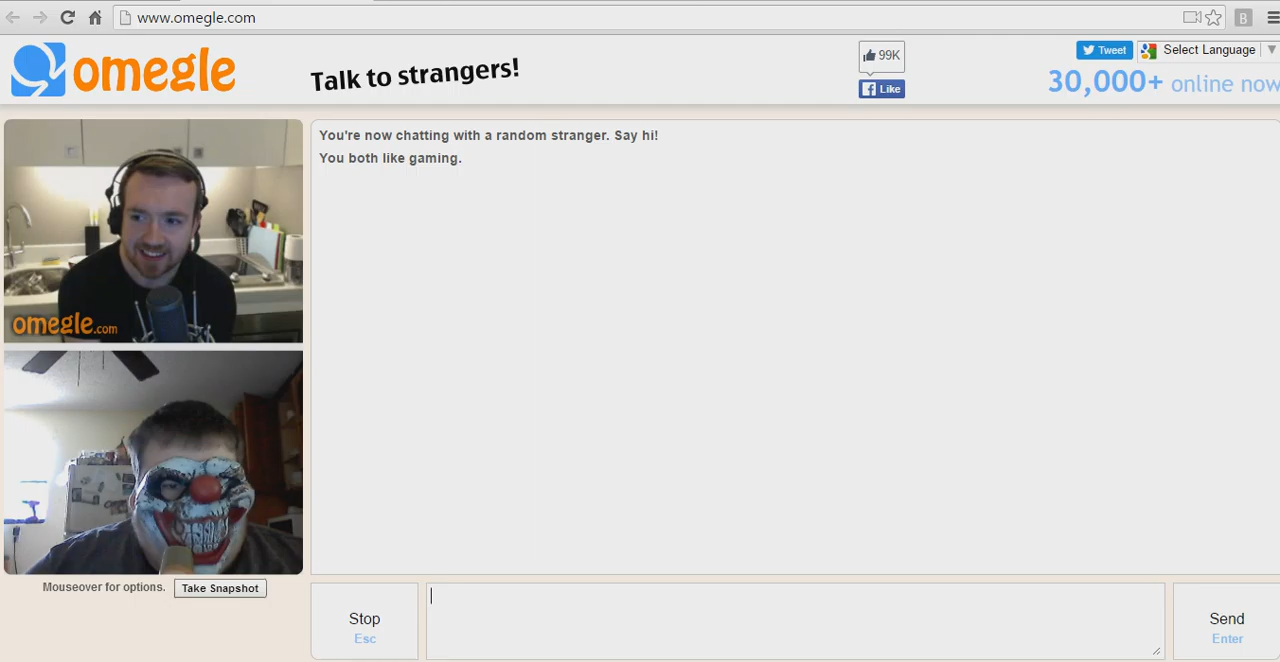 www.omegle.com
B
omegle
Talk to strangers!
99K
Like
Tweet
Select Language
30,000+ online now
You're now chatting with a random stranger. Say hi!
You both like gaming.
omegle.com
Mouseover for options.
Take Snapshot
Stop
Esc
Send
Enter